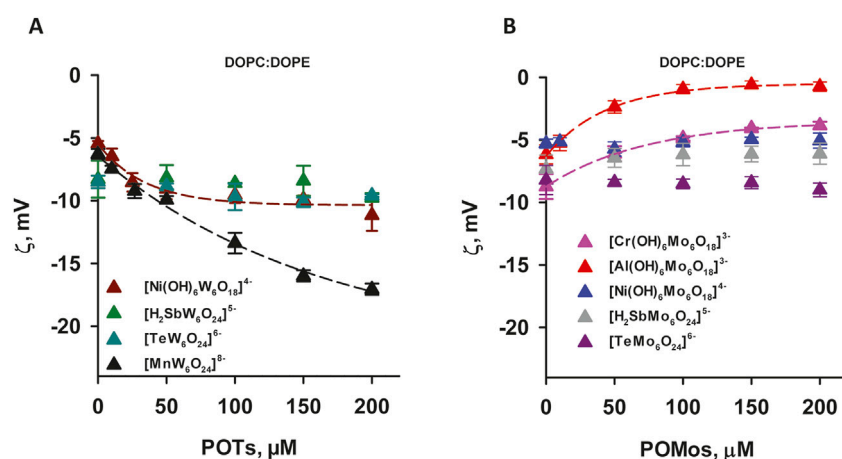 A
DOPC:DOPE
0
-5
-10
-15
-20
ζ, mV
[Ni(OH)₆W₆O₁₈]⁴⁻
[H₂SbW₆O₂₄]⁵⁻
[TeW₆O₂₄]⁶⁻
[MnW₆O₂₄]⁸⁻
0 50 100 150 200
POTs, µM
B
DOPC:DOPE
0
-5
-10
-15
-20
ζ, mV
[Cr(OH)₆Mo₆O₁₈]³⁻
[Al(OH)₆Mo₆O₁₈]³⁻
[Ni(OH)₆Mo₆O₁₈]⁴⁻
[H₂SbMo₆O₂₄]⁵⁻
[TeMo₆O₂₄]⁶⁻
0 50 100 150 200
POMos, µM